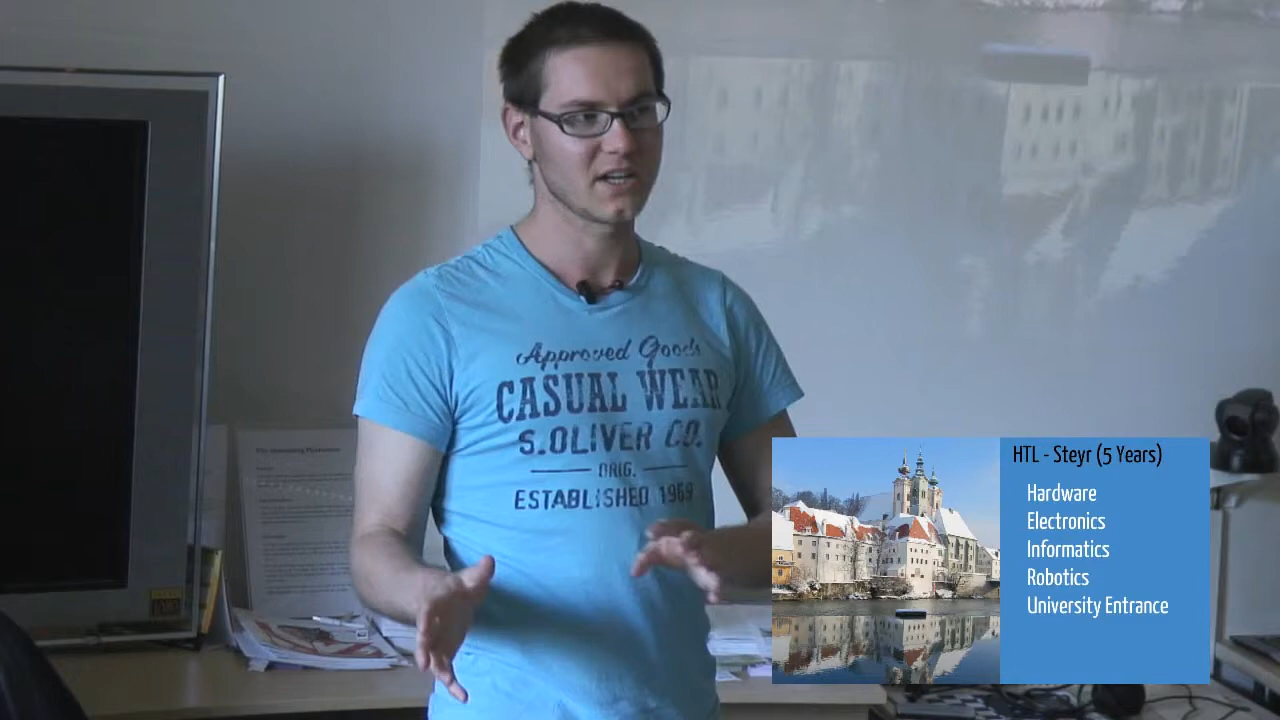 Approved Goods
CASUAL WEAR
S.OLIVER CO.
ORIG.
ESTABLISHED 1969
HTL - Steyr (5 Years)
Hardware
Electronics
Informatics
Robotics
University Entrance